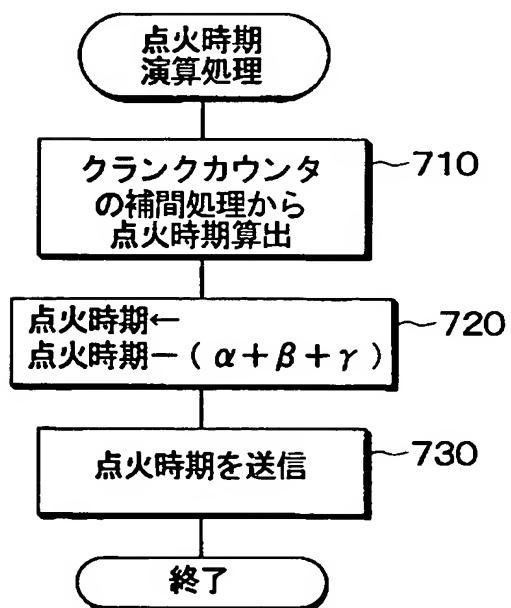 点火時期
演算処理
クランクカウンタ
の補間処理から
点火時期算出
710
点火時期←
点火時期－(α＋β＋γ)
720
点火時期を送信
730
終了